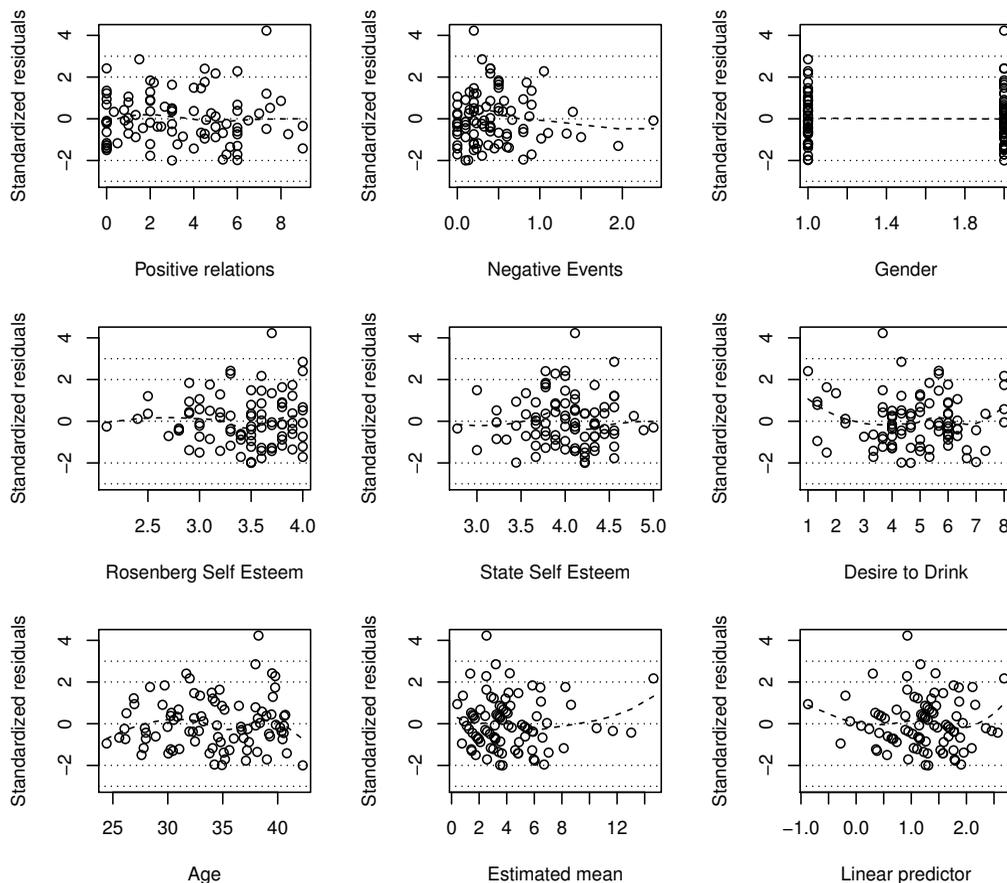 4
2
0
−2
Standardized residuals
0 2 4 6 8
Positive relations
4
2
0
−2
Standardized residuals
0.0 1.0 2.0
Negative Events
4
2
0
−2
Standardized residuals
1.0 1.4 1.8
Gender
4
2
0
−2
Standardized residuals
2.5 3.0 3.5 4.0
Rosenberg Self Esteem
4
2
0
−2
Standardized residuals
3.0 3.5 4.0 4.5 5.0
State Self Esteem
4
2
0
−2
Standardized residuals
1 2 3 4 5 6 7 8
Desire to Drink
4
2
0
−2
Standardized residuals
25 30 35 40
Age
4
2
0
−2
Standardized residuals
0 2 4 6 8 12
Estimated mean
4
2
0
−2
Standardized residuals
−1.0 0.0 1.0 2.0
Linear predictor